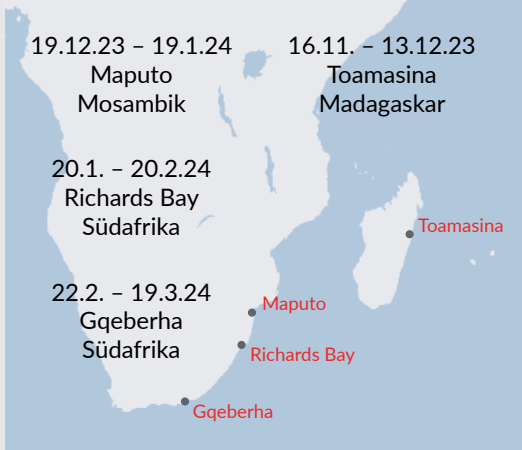 19.12.23 – 19.1.24
Maputo
Mosambik
16.11. – 13.12.23
Toamasina
Madagaskar
20.1. – 20.2.24
Richards Bay
Südafrika
22.2. – 19.3.24
Gqeberha
Südafrika
Toamasina
Maputo
Richards Bay
Gqeberha